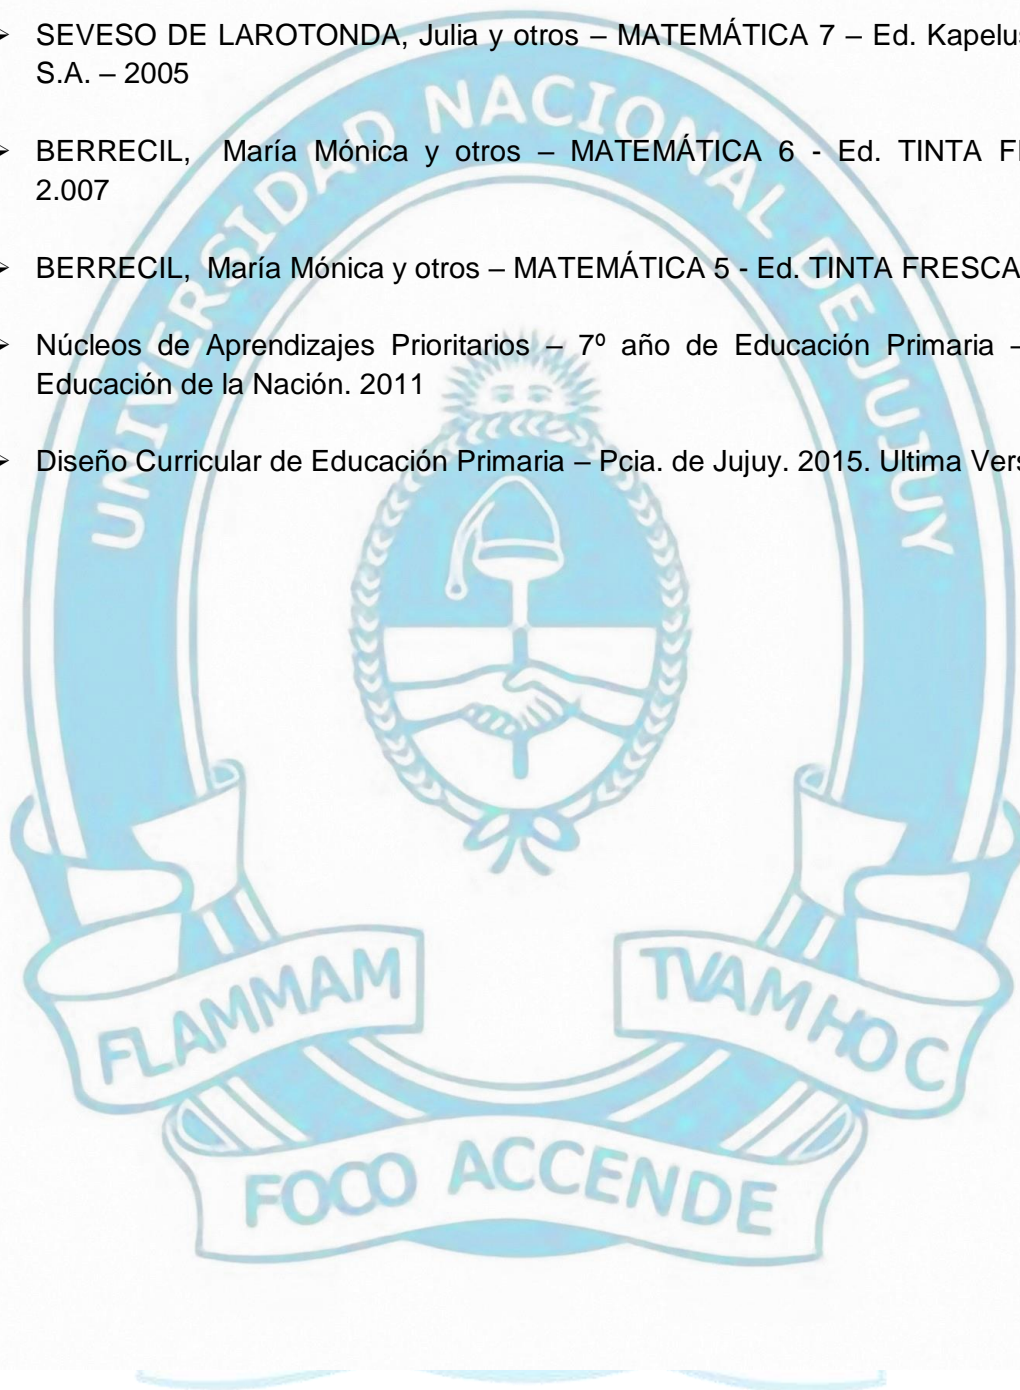 SEVESO DE LAROTONDA, Julia y otros – MATEMÁTICA 7 – Ed.
S.A. – 2005
BERRECIL, María Mónica y otros – MATEMÁTICA 6 - Ed. TINTA
2.007
BERRECIL, María Mónica y otros – MATEMÁTICA 5 - Ed. TINTA FRESCA
Núcleos de Aprendizajes Prioritarios – 7º año de Educación Primaria –
Educación de la Nación. 2011
Diseño Curricular de Educación Primaria – Pcia. de Jujuy. 2015. Ultima
UNIVERSIDAD NACIONAL DE JUJUY
FLAMMAM
TVAM HOC
FOCO ACCENDE